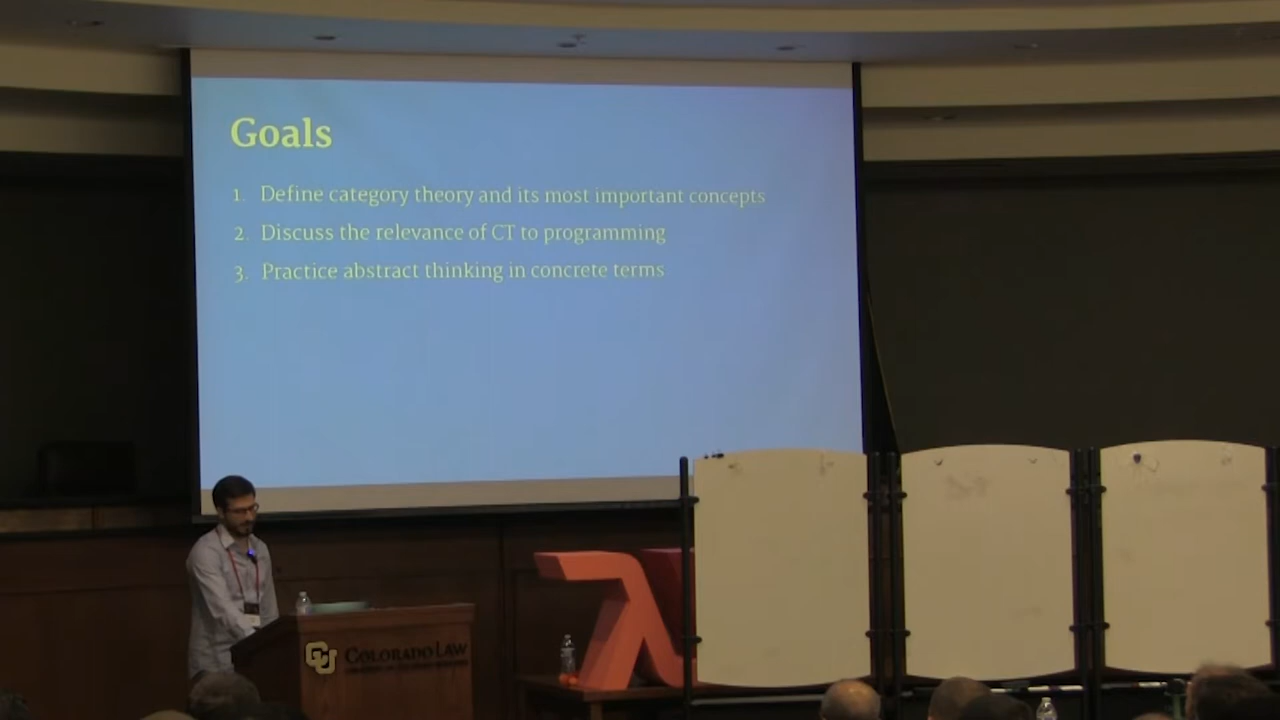 Goals
1. Define category theory and its most important concepts
2. Discuss the relevance of CT to programming
3. Practice abstract thinking in concrete terms
CU COLORADO LAW